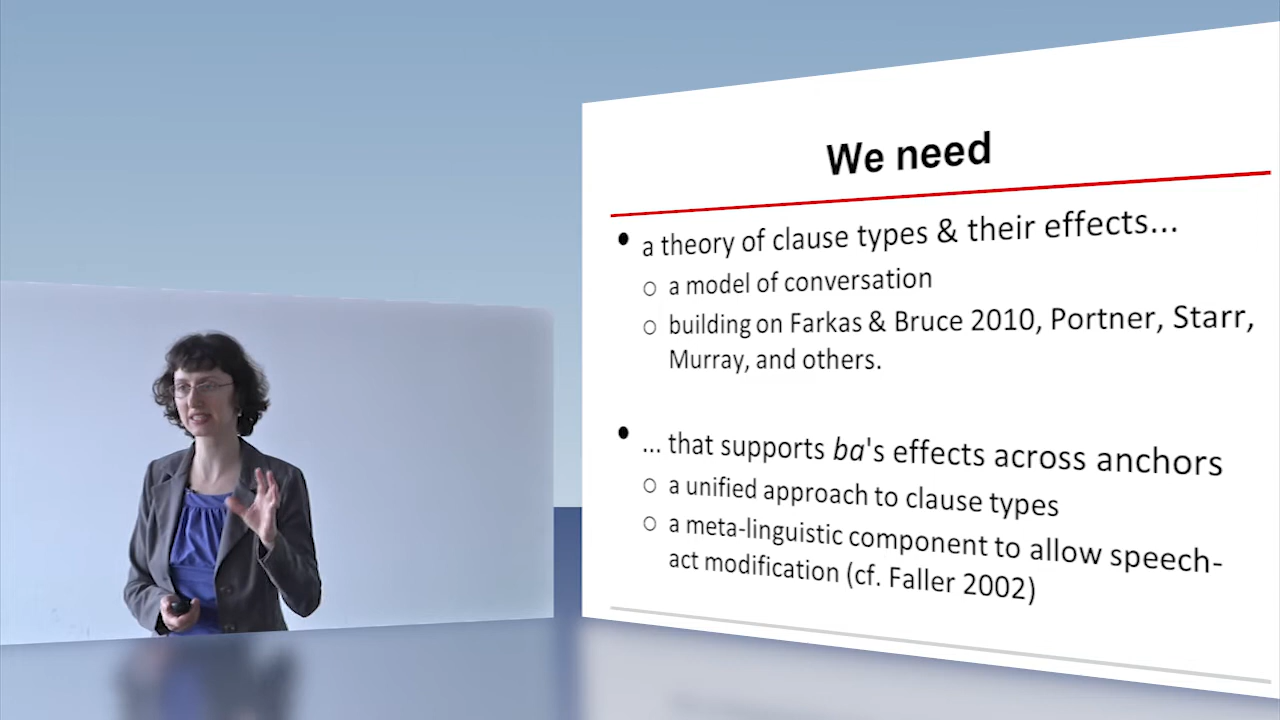 We need
• a theory of clause types & their effects...
○ a model of conversation
○ building on Farkas & Bruce 2010, Portner, Starr,
Murray, and others.
• ... that supports ba's effects across anchors
○ a unified approach to clause types
○ a meta-linguistic component to allow speech-
act modification (cf. Faller 2002)